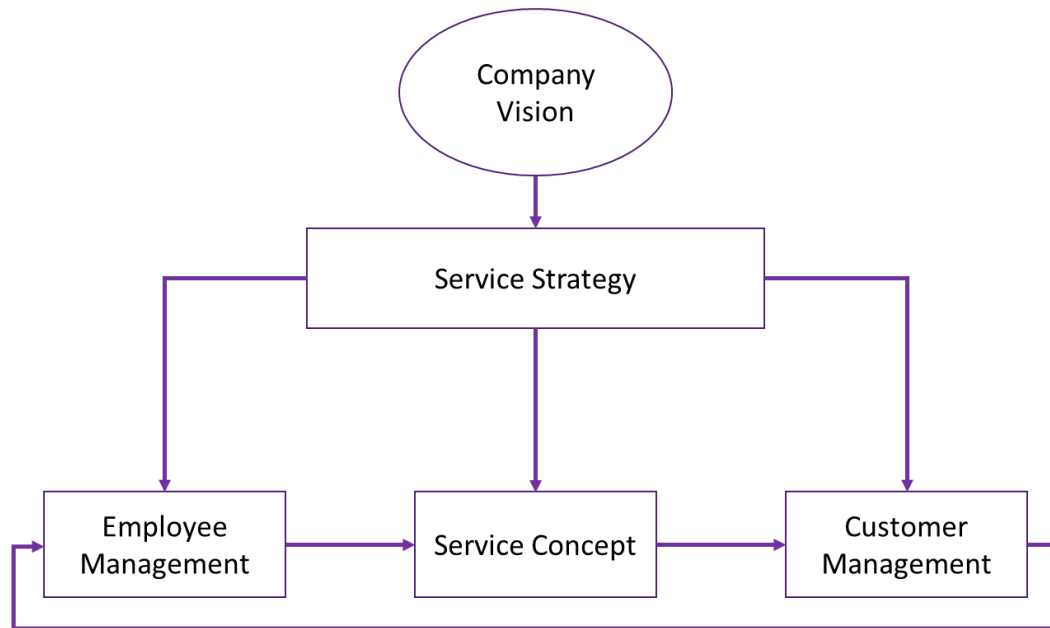 Company
Vision
Service Strategy
Employee
Management
Service Concept
Customer
Management